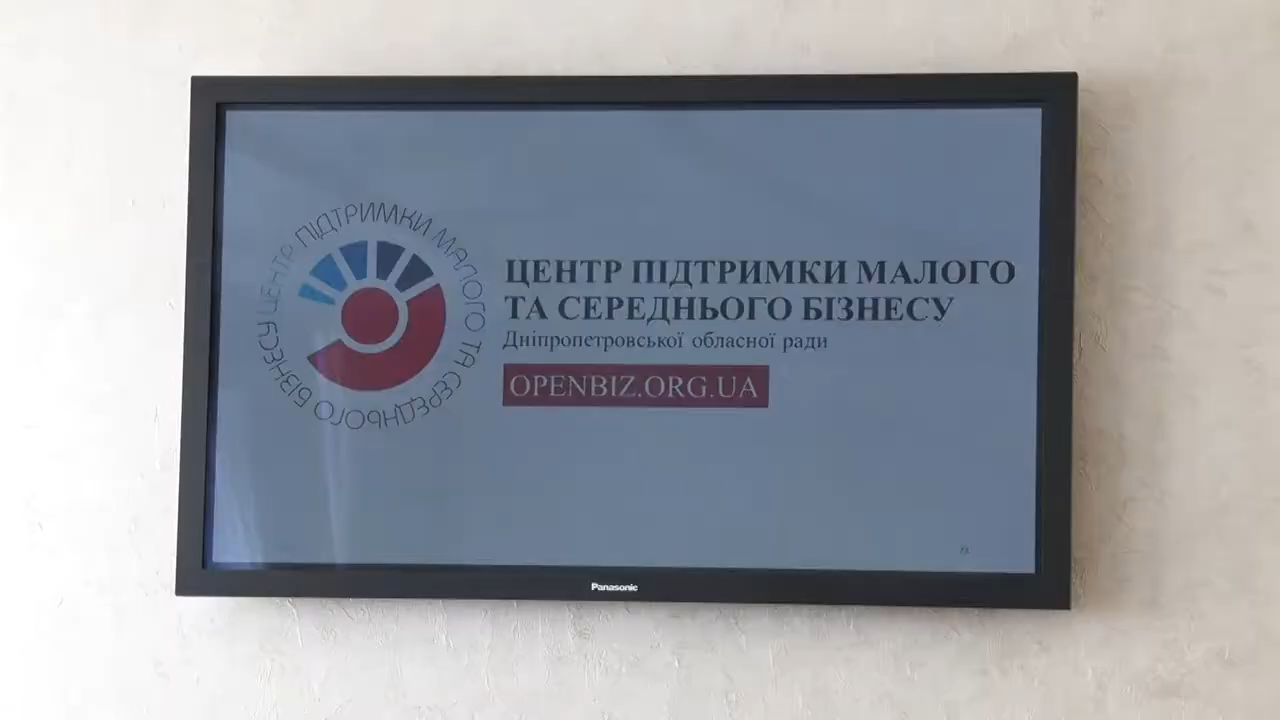 ЦЕНТР ПІДТРИМКИ МАЛОГО ТА СЕРЕДНЬОГО БІЗНЕСУ
ЦЕНТР ПІДТРИМКИ МАЛОГО
ТА СЕРЕДНЬОГО БІЗНЕСУ
Дніпропетровської обласної ради
OPENBIZ.ORG.UA
Panasonic